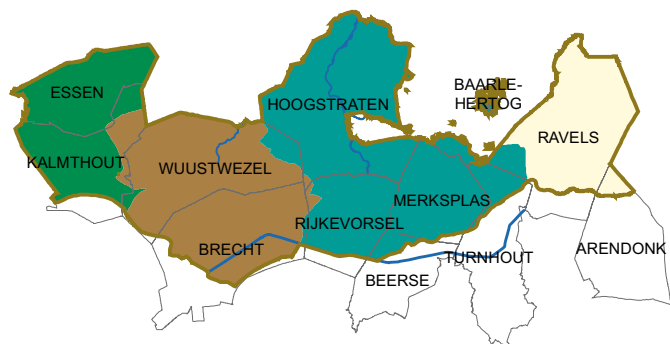 ESSEN
KALMTHOUT
WUUSTWEZEL
BRECHT
HOOGSTRATEN
RIJKEVORSEL
MERKSPLAS
BAARLE-
HERTOG
RAVELS
BEERSE
TURNHOUT
ARENDONK